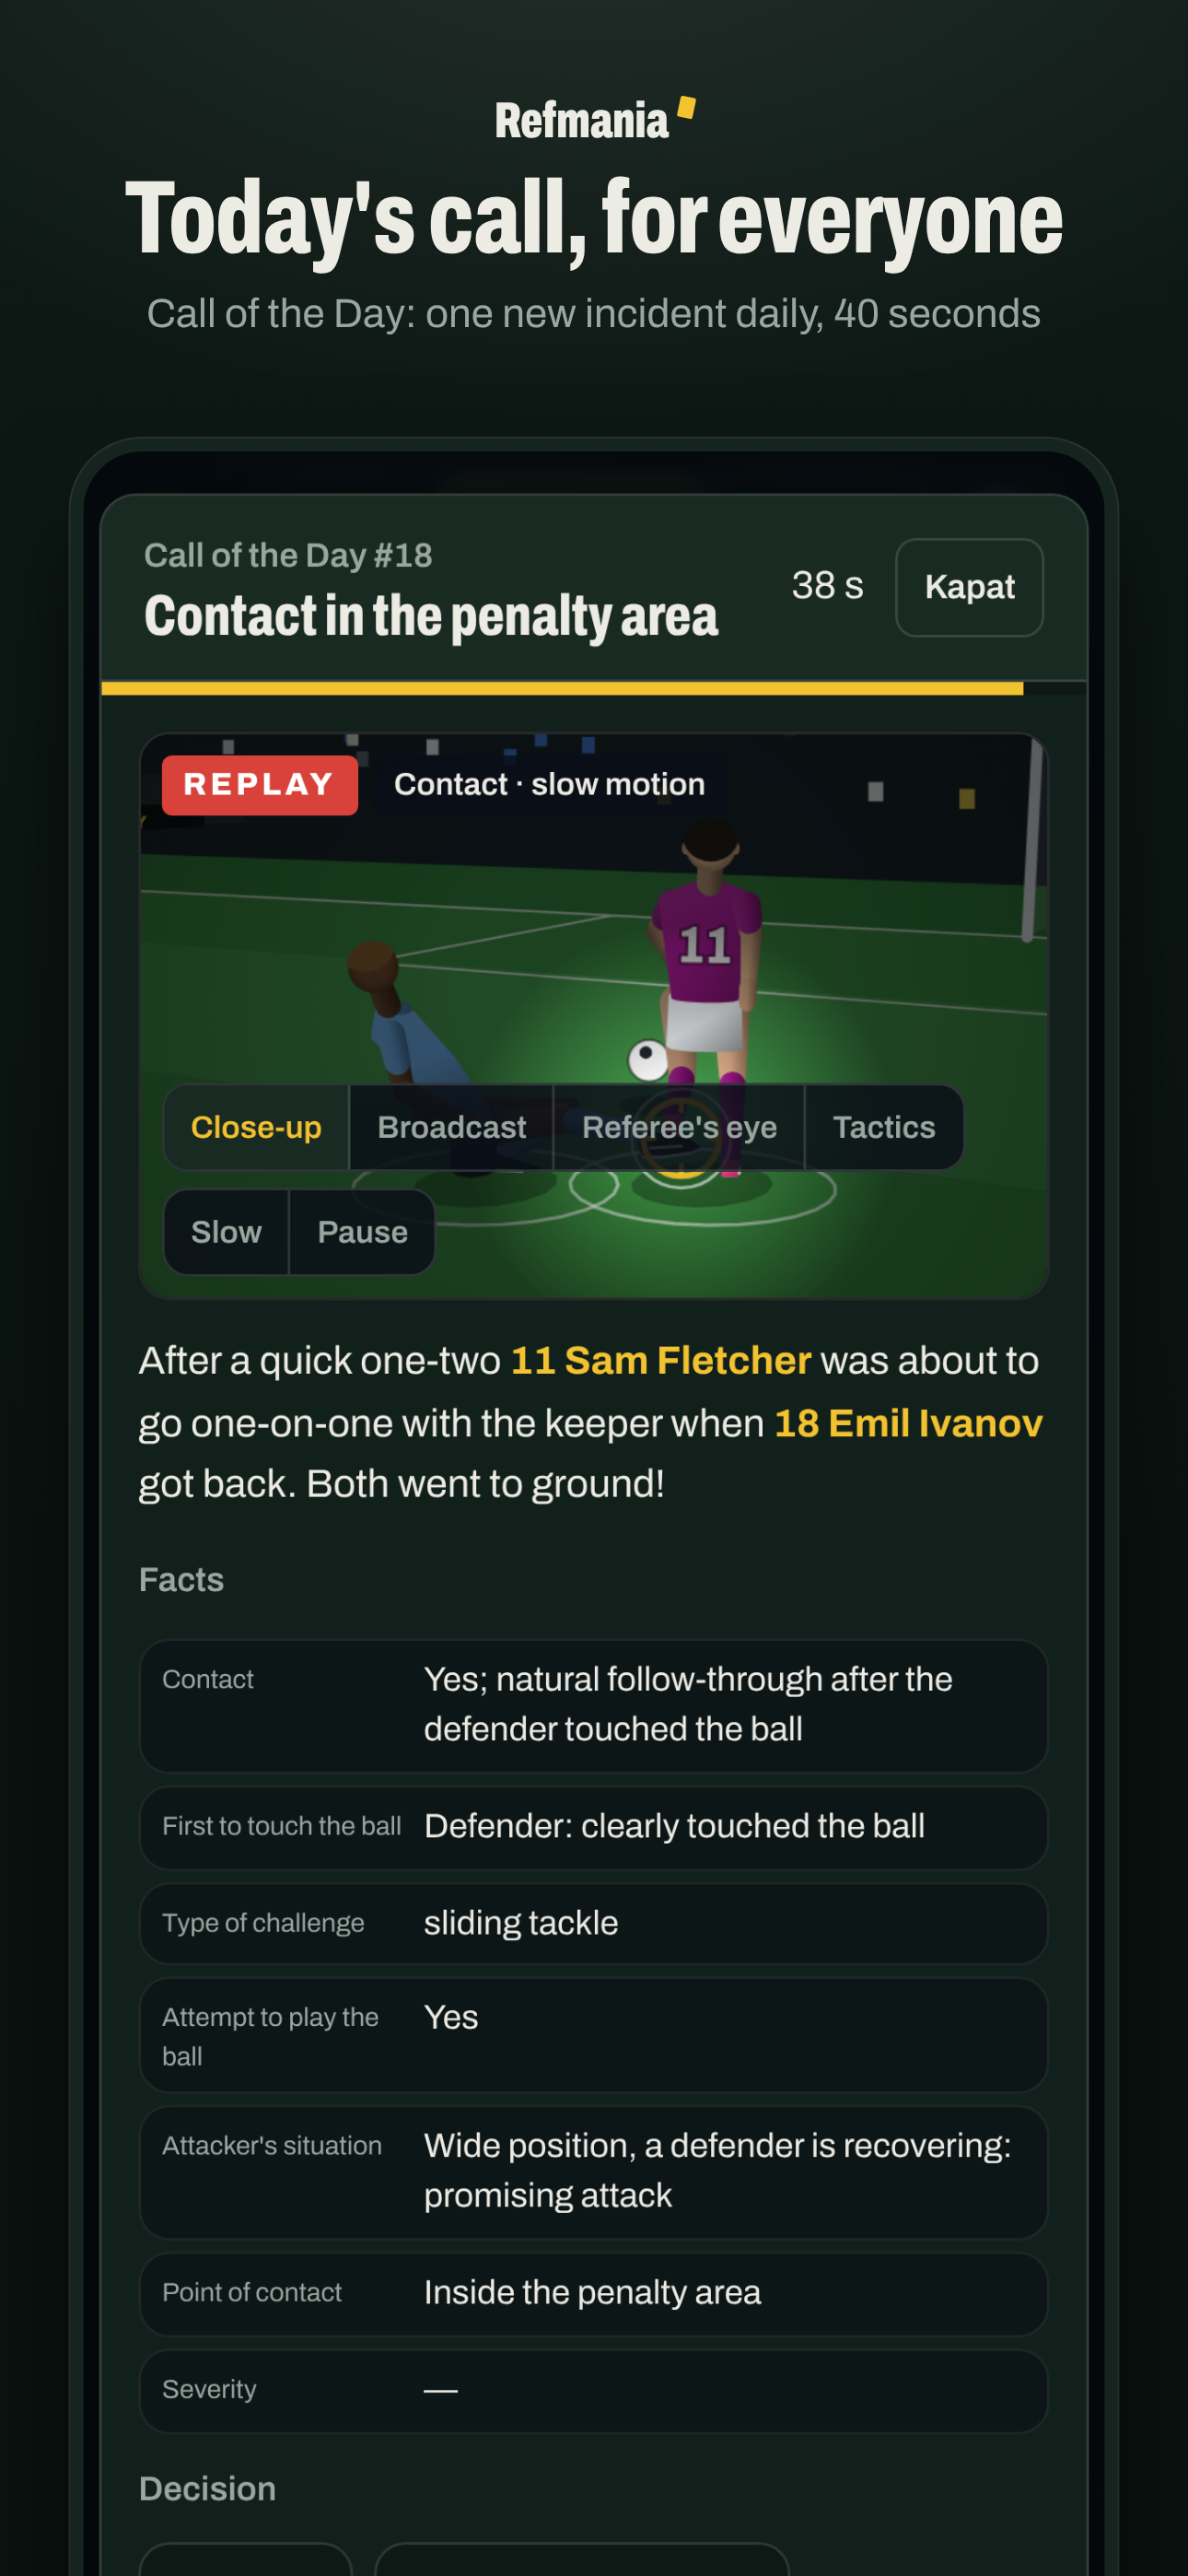 Refmania
Today's call, for everyone
Call of the Day: one new incident daily, 40 seconds
Call of the Day #18
Contact in the penalty area
38 s
Kapat
REPLAY
Contact · slow motion
11
Close-up
Broadcast
Referee's eye
Tactics
Slow
Pause
After a quick one-two 11 Sam Fletcher was about to
go one-on-one with the keeper when 18 Emil Ivanov
got back. Both went to ground!
Facts
Contact
Yes; natural follow-through after the
defender touched the ball
First to touch the ball
Defender: clearly touched the ball
Type of challenge
sliding tackle
Attempt to play the
ball
Yes
Attacker's situation
Wide position, a defender is recovering:
promising attack
Point of contact
Inside the penalty area
Severity
—
Decision